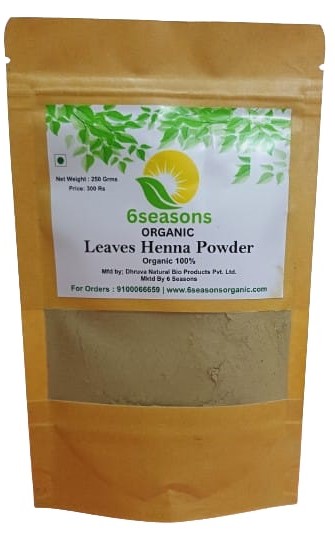 Net Weight : 250 Grms
Price: 300 Rs
6seasons
ORGANIC
Leaves Henna Powder
Organic 100%
Mfd by; Dhruva Natural Bio Products Pvt. Ltd.
Mktd By 6 Seasons
For Orders : 9100066659 | www.6seasonsorganic.com